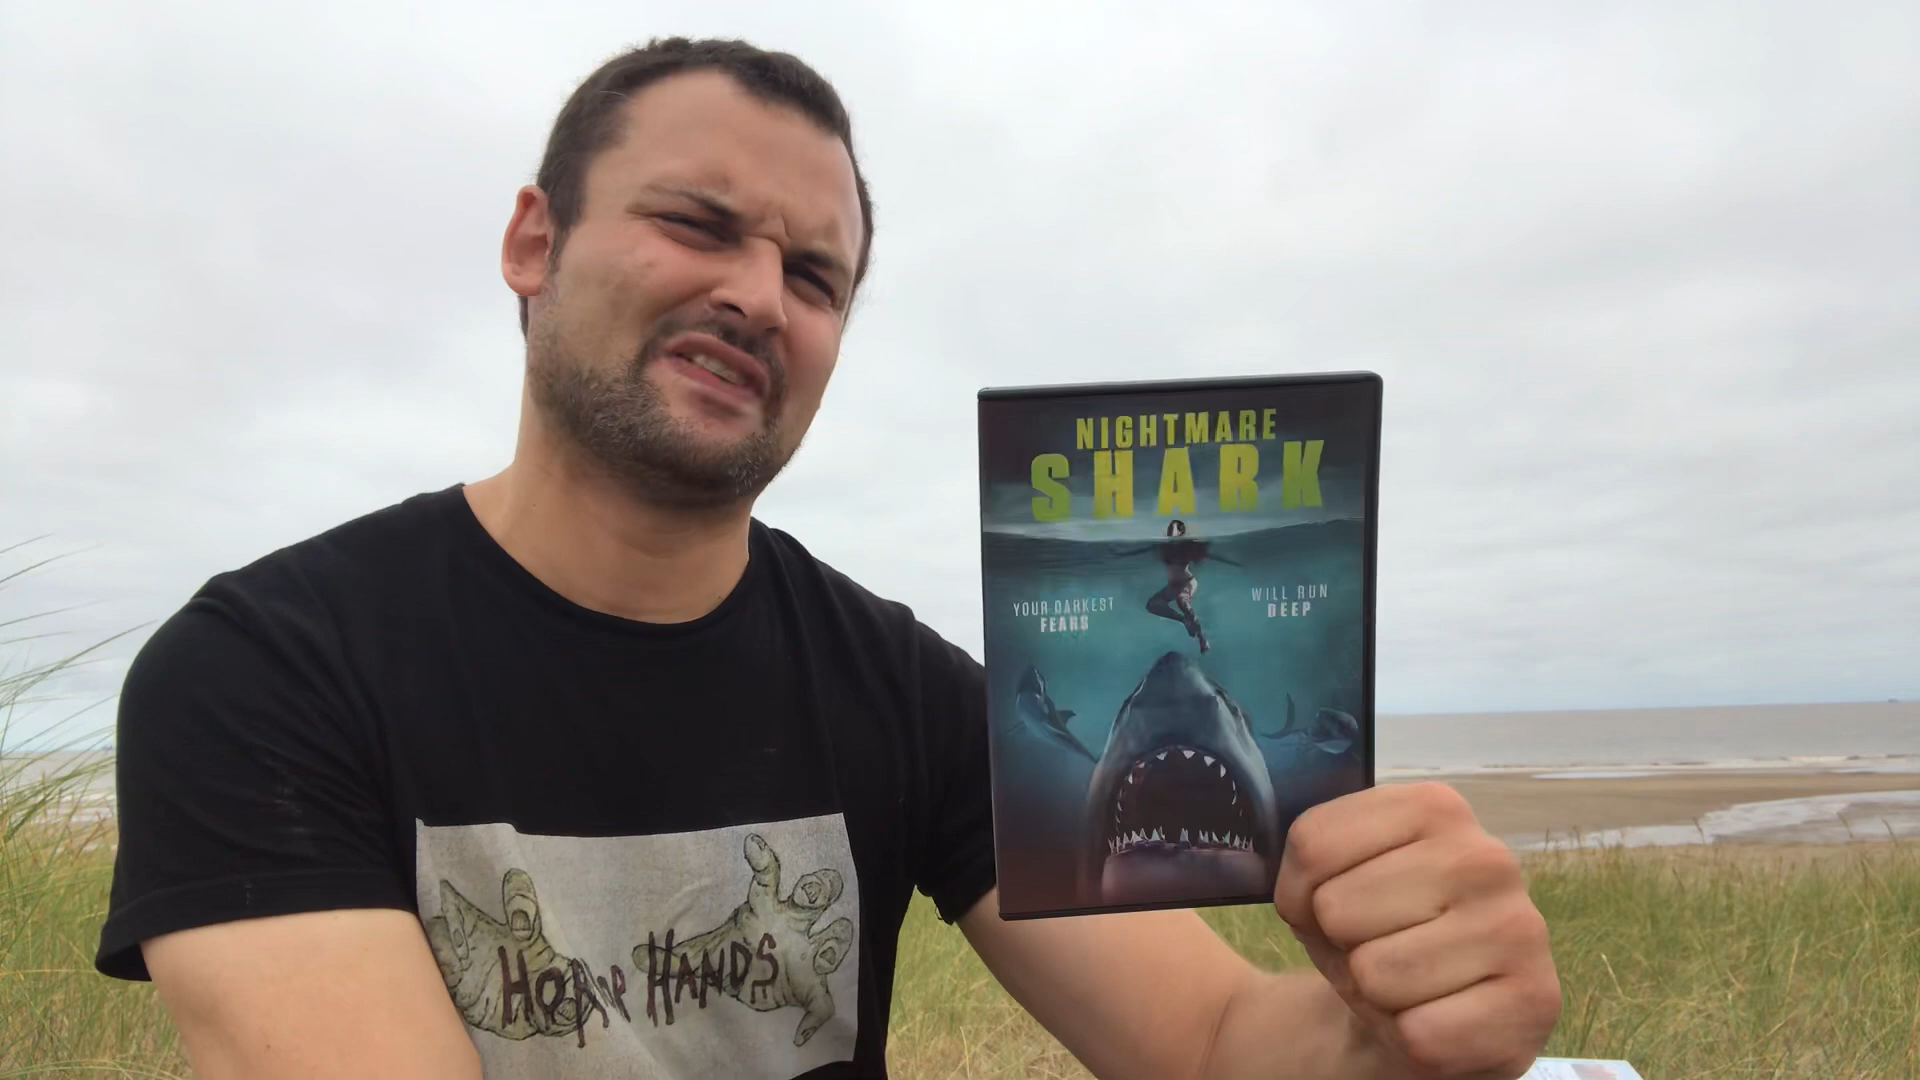 NIGHTMARE
SHARK
YOUR DARKEST
FEARS
WILL RUN
DEEP
HORROR HANDS